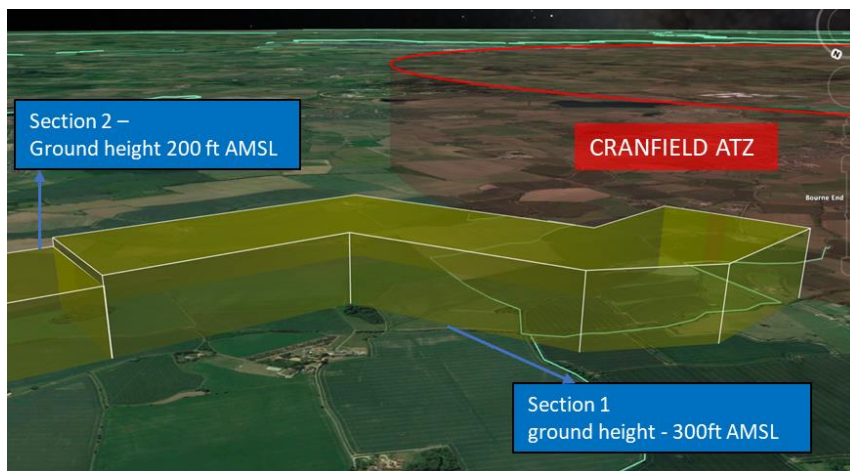 Section 2 –
Ground height 200 ft AMSL
CRANFIELD ATZ
Bourne End
Section 1
ground height - 300ft AMSL
N